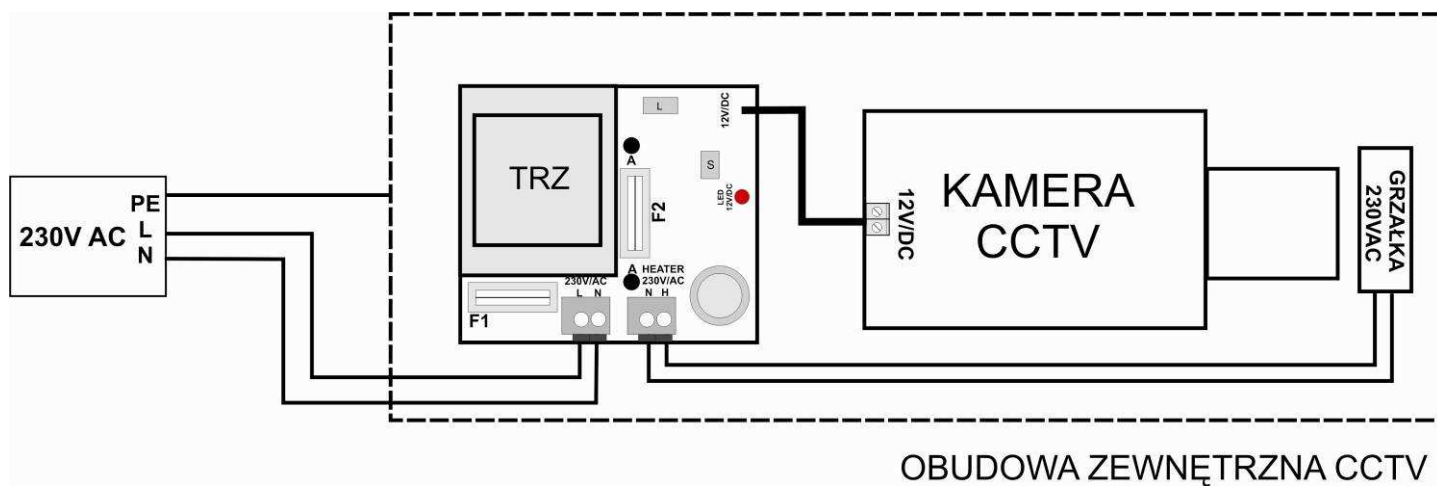 230V AC
PE
L
N
TRZ
L
12V/DC
A
S
LED
12V/DC
F2
A
HEATER
230V/AC
230V/AC
L N
N H
F1
12V/DC
KAMERA
CCTV
GRZAŁKA
230VAC
OBUDOWA ZEWNĘTRZNA CCTV